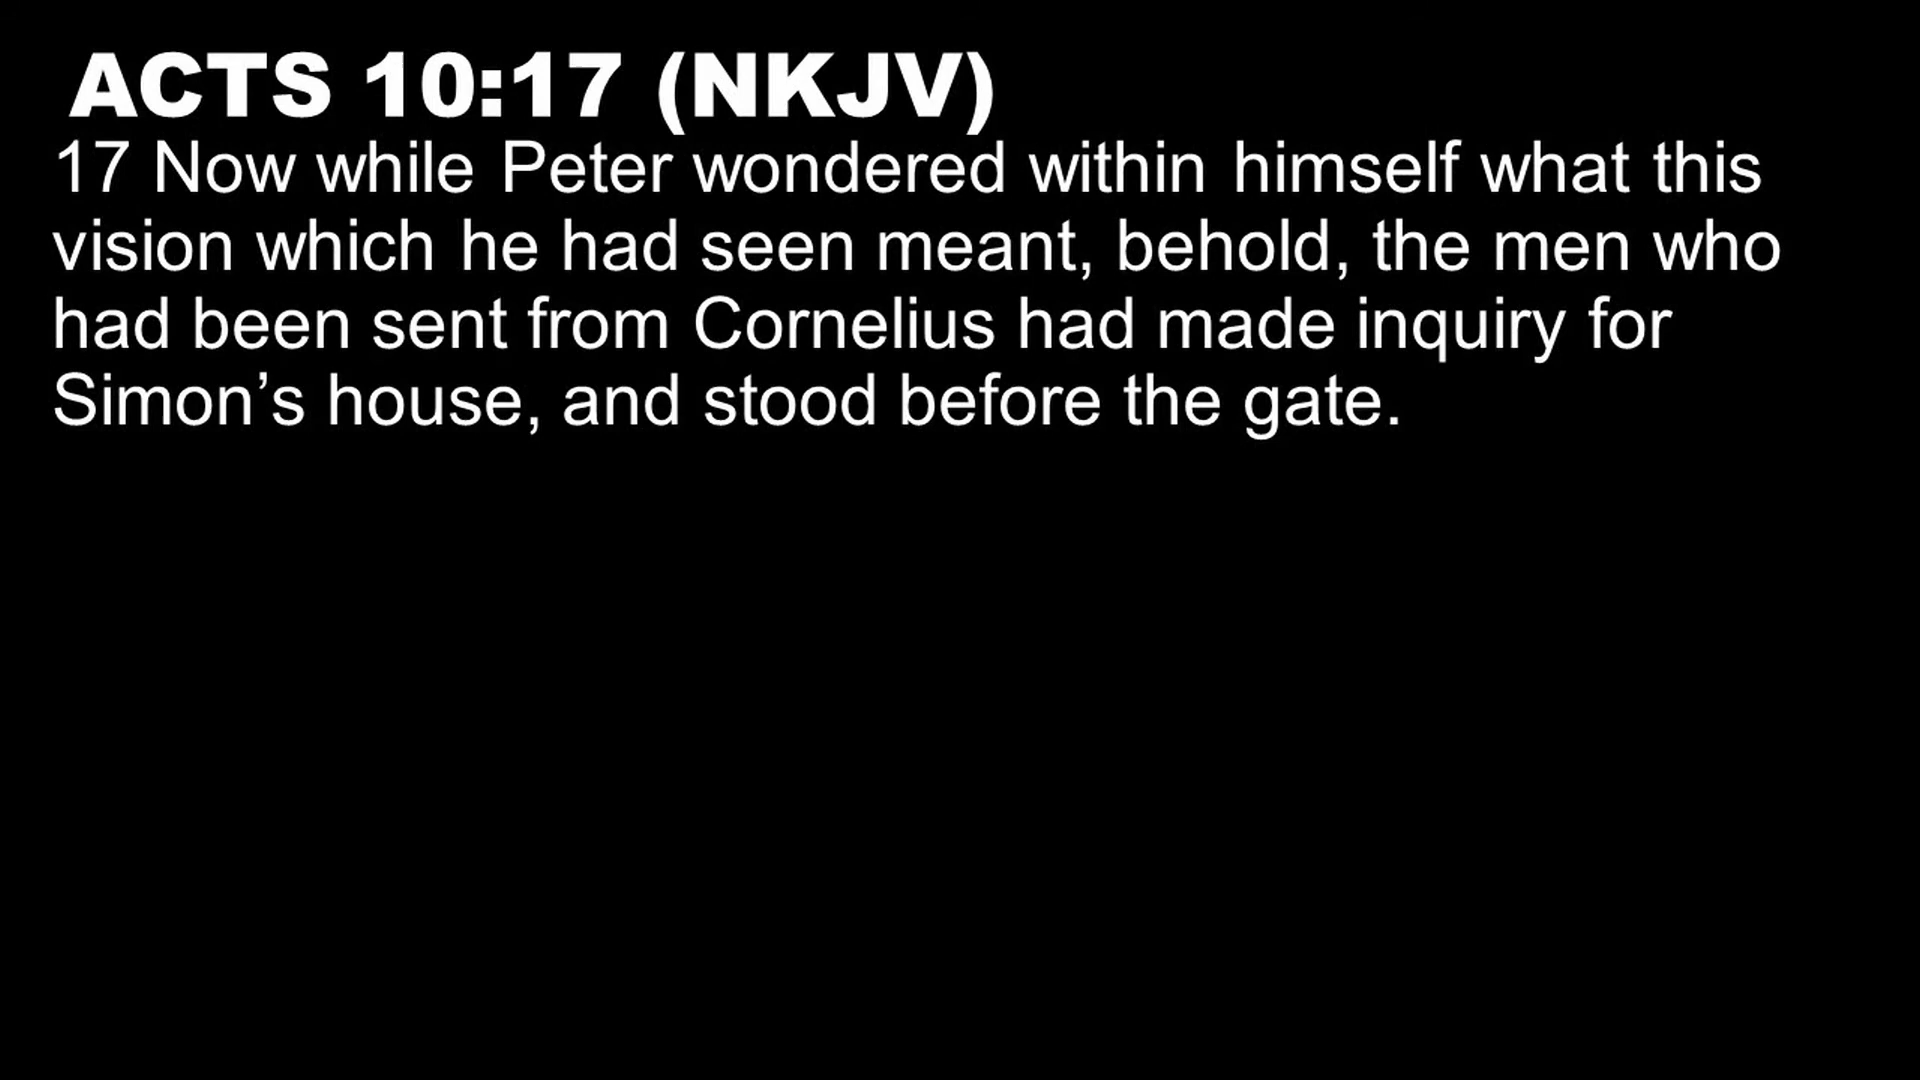 ACTS 10:17 (NKJV)
17 Now while Peter wondered within himself what this
vision which he had seen meant, behold, the men who
had been sent from Cornelius had made inquiry for
Simon’s house, and stood before the gate.